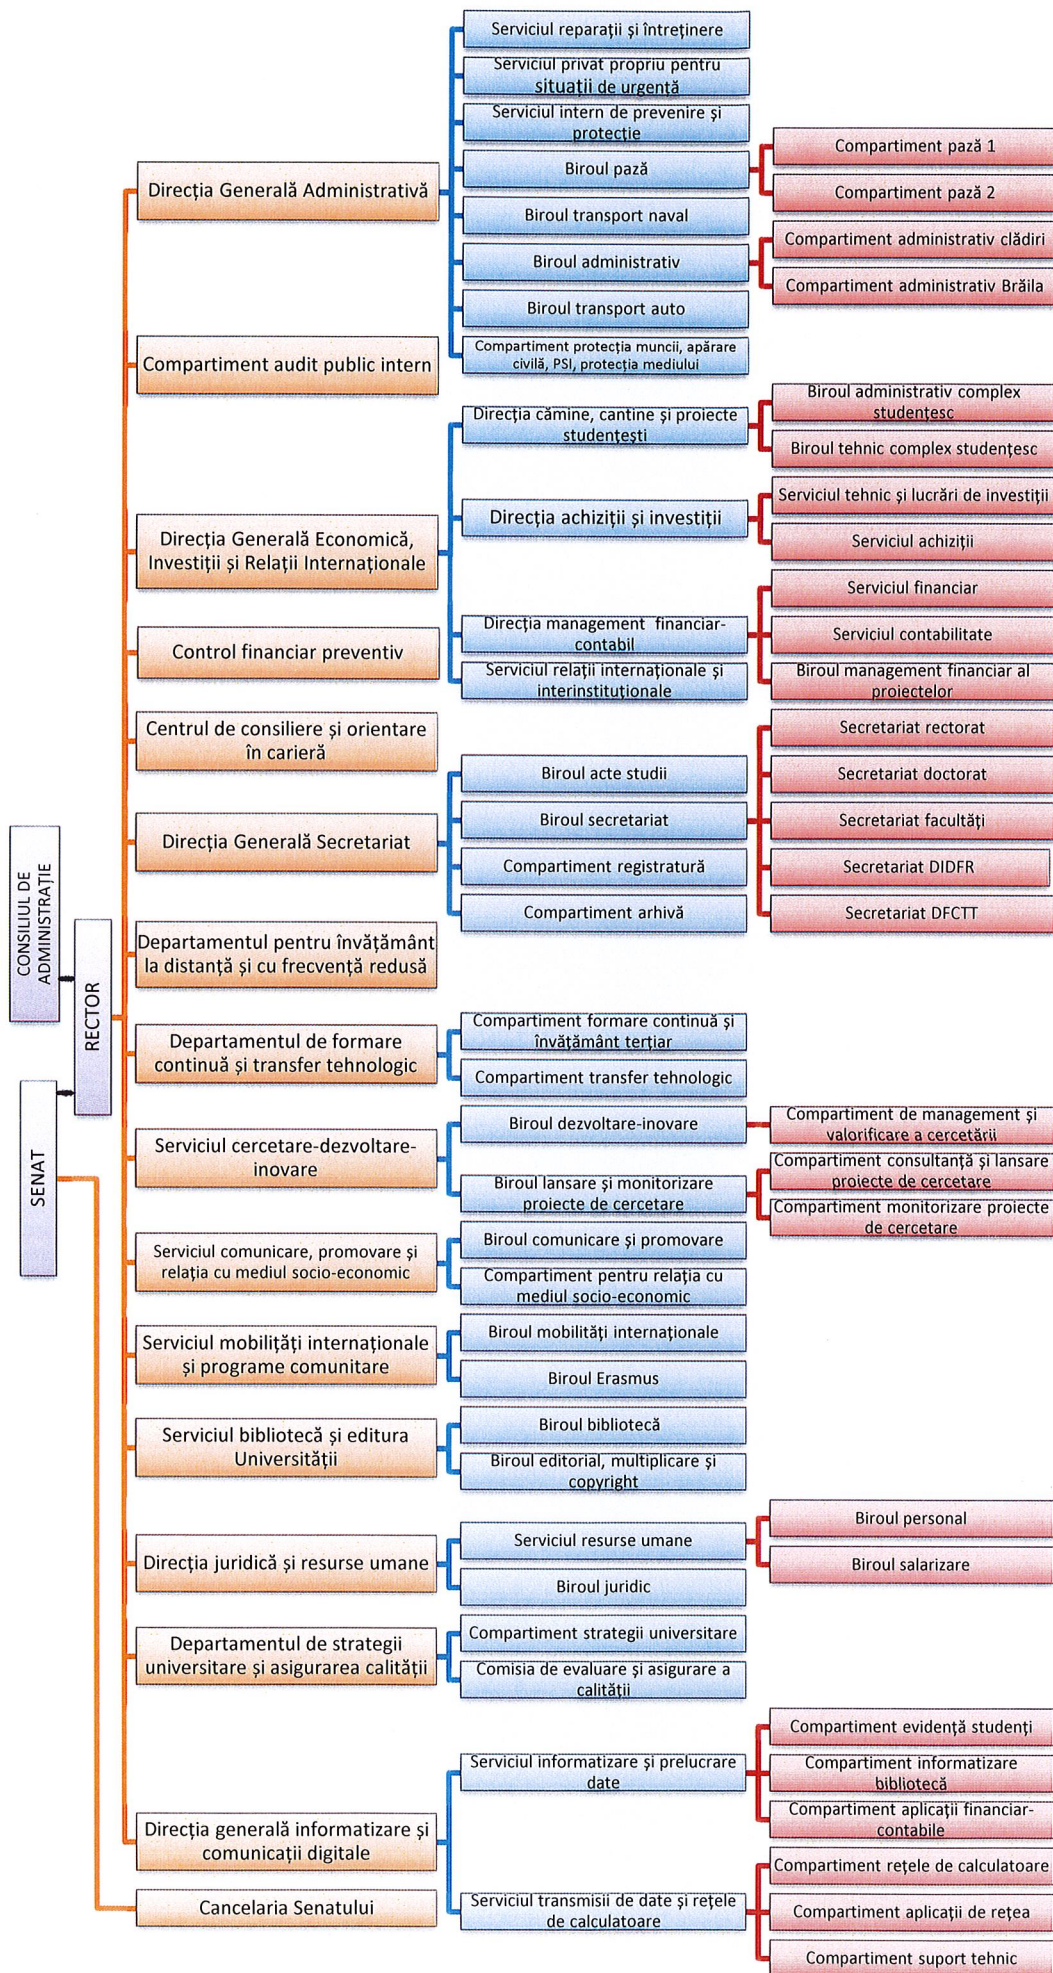 CONSILIUL DE
ADMINISTRAȚIE
RECTOR
SENAT
Direcția Generală Administrativă
Serviciul reparații și întreținere
Serviciul privat propriu pentru
situații de urgență
Serviciul intern de prevenire și
protecție
Biroul pază
Compartiment pază 1
Compartiment pază 2
Biroul transport naval
Biroul administrativ
Compartiment administrativ clădiri
Compartiment administrativ Brăila
Biroul transport auto
Compartiment protecția muncii, apărare
civilă, PSI, protecția mediului
Compartiment audit public intern
Direcția Generală Economică,
Investiții și Relații Internaționale
Direcția cămine, cantine și proiecte
studențești
Biroul administrativ complex
studențesc
Biroul tehnic complex studențesc
Direcția achiziții și investiții
Serviciul tehnic și lucrări de investiții
Serviciul achiziții
Direcția management financiar-
contabil
Serviciul financiar
Serviciul contabilitate
Biroul management financiar al
proiectelor
Serviciul relații internaționale și
interinstituționale
Control financiar preventiv
Centrul de consiliere și orientare
în carieră
Direcția Generală Secretariat
Biroul acte studii
Biroul secretariat
Secretariat rectorat
Secretariat doctorat
Secretariat facultăți
Secretariat DIDFR
Secretariat DFCTT
Compartiment registratură
Compartiment arhivă
Departamentul pentru învățământ
la distanță și cu frecvență redusă
Departamentul de formare
continuă și transfer tehnologic
Compartiment formare continuă și
învățământ terțiar
Compartiment transfer tehnologic
Serviciul cercetare-dezvoltare-
inovare
Biroul dezvoltare-inovare
Compartiment de management și
valorificare a cercetării
Biroul lansare și monitorizare
proiecte de cercetare
Compartiment consultanță și lansare
proiecte de cercetare
Compartiment monitorizare proiecte
de cercetare
Serviciul comunicare, promovare și
relația cu mediul socio-economic
Biroul comunicare și promovare
Compartiment pentru relația cu
mediul socio-economic
Serviciul mobilități internaționale
și programe comunitare
Biroul mobilități internaționale
Biroul Erasmus
Serviciul bibliotecă și editura
Universității
Biroul bibliotecă
Biroul editorial, multiplicare și
copyright
Direcția juridică și resurse umane
Serviciul resurse umane
Biroul personal
Biroul salarizare
Biroul juridic
Departamentul de strategii
universitare și asigurarea calității
Compartiment strategii universitare
Comisia de evaluare și asigurare a
calității
Direcția generală informatizare și
comunicații digitale
Serviciul informatizare și prelucrare
date
Compartiment evidență studenți
Compartiment informatizare
bibliotecă
Compartiment aplicații financiar-
contabile
Serviciul transmisii de date și rețele
de calculatoare
Compartiment rețele de calculatoare
Compartiment aplicații de rețea
Compartiment suport tehnic
Cancelaria Senatului